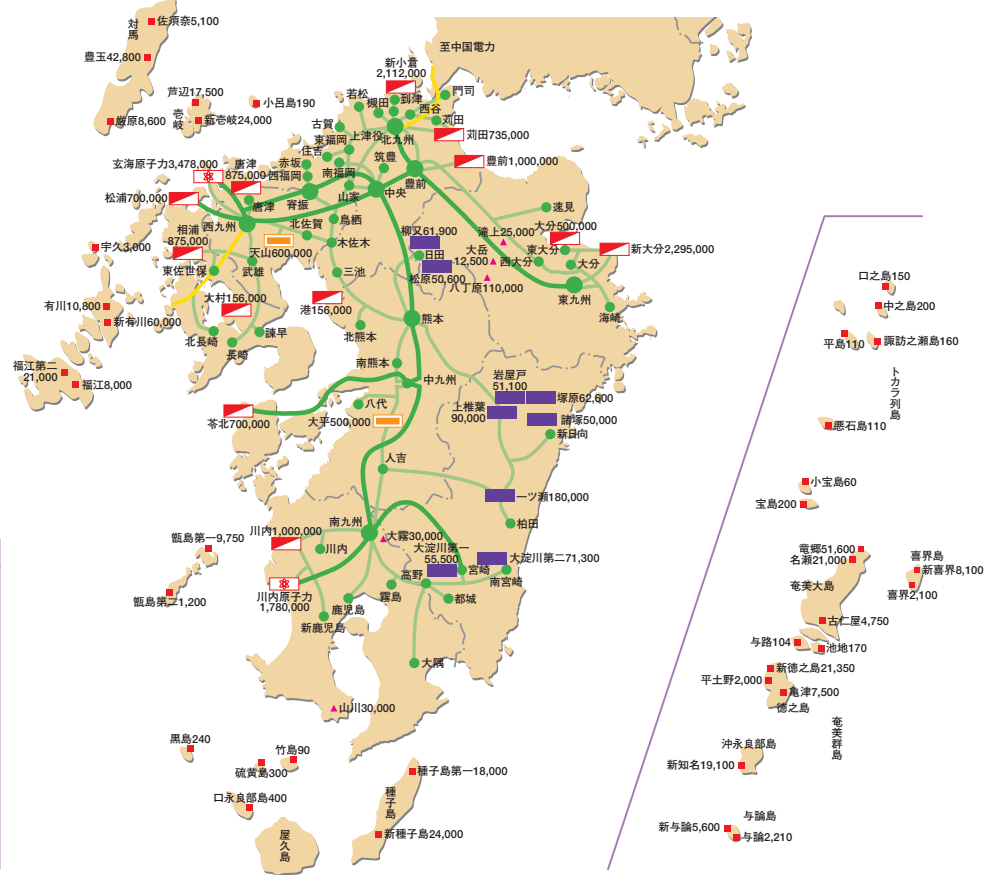 対馬
佐須奈5,100
豊玉42,800
厳原8,600
芦辺17,500
壱岐
新壱岐24,000
小呂島190
至中国電力
新小倉
2,112,000
若松
槻田
到津
門司
西谷
苅田
古賀
上津役
北九州
苅田735,000
東福岡
住吉
筑豊
豊前1,000,000
玄海原子力3,478,000
唐津
875,000
赤坂
西福岡
南福岡
豊前
松浦700,000
唐津
脊振
山家
中央
相浦
875,000
西九州
北佐賀
鳥栖
速見
宇久3,000
天山600,000
木佐木
柳又61,900
滝上25,000
大分500,000
東大分
新大分2,295,000
日田
大岳
12,500
西大分
大分
東佐世保
武雄
三池
松原50,600
八丁原110,000
東九州
有川10,800
大村156,000
港156,000
海崎
新有川60,000
北長崎
長崎
諫早
北熊本
熊本
福江第二
21,000
福江8,000
南熊本
中九州
岩屋戸
51,100
塚原62,600
苓北700,000
八代
大平500,000
上椎葉
90,000
諸塚50,000
新日向
人吉
一ツ瀬180,000
柏田
南九州
大霧30,000
川内1,000,000
川内
大淀川第一
55,500
大淀川第二71,300
甑島第一9,750
甑島第二1,200
川内原子力
1,780,000
高野
宮崎
南宮崎
霧島
都城
鹿児島
新鹿児島
大隅
山川30,000
黒島240
竹島90
硫黄島300
口永良部島400
屋久島
種子島第一18,000
種子島
新種子島24,000
口之島150
中之島200
平島110
諏訪之瀬島160
トカラ列島
悪石島110
小宝島60
宝島200
竜郷51,600
名瀬21,000
奄美大島
喜界島
新喜界8,100
喜界2,100
古仁屋4,750
与路104
池地170
新徳之島21,350
平土野2,000
亀津7,500
徳之島
奄美群島
沖永良部島
新知名19,100
与論島
新与論5,600
与論2,210